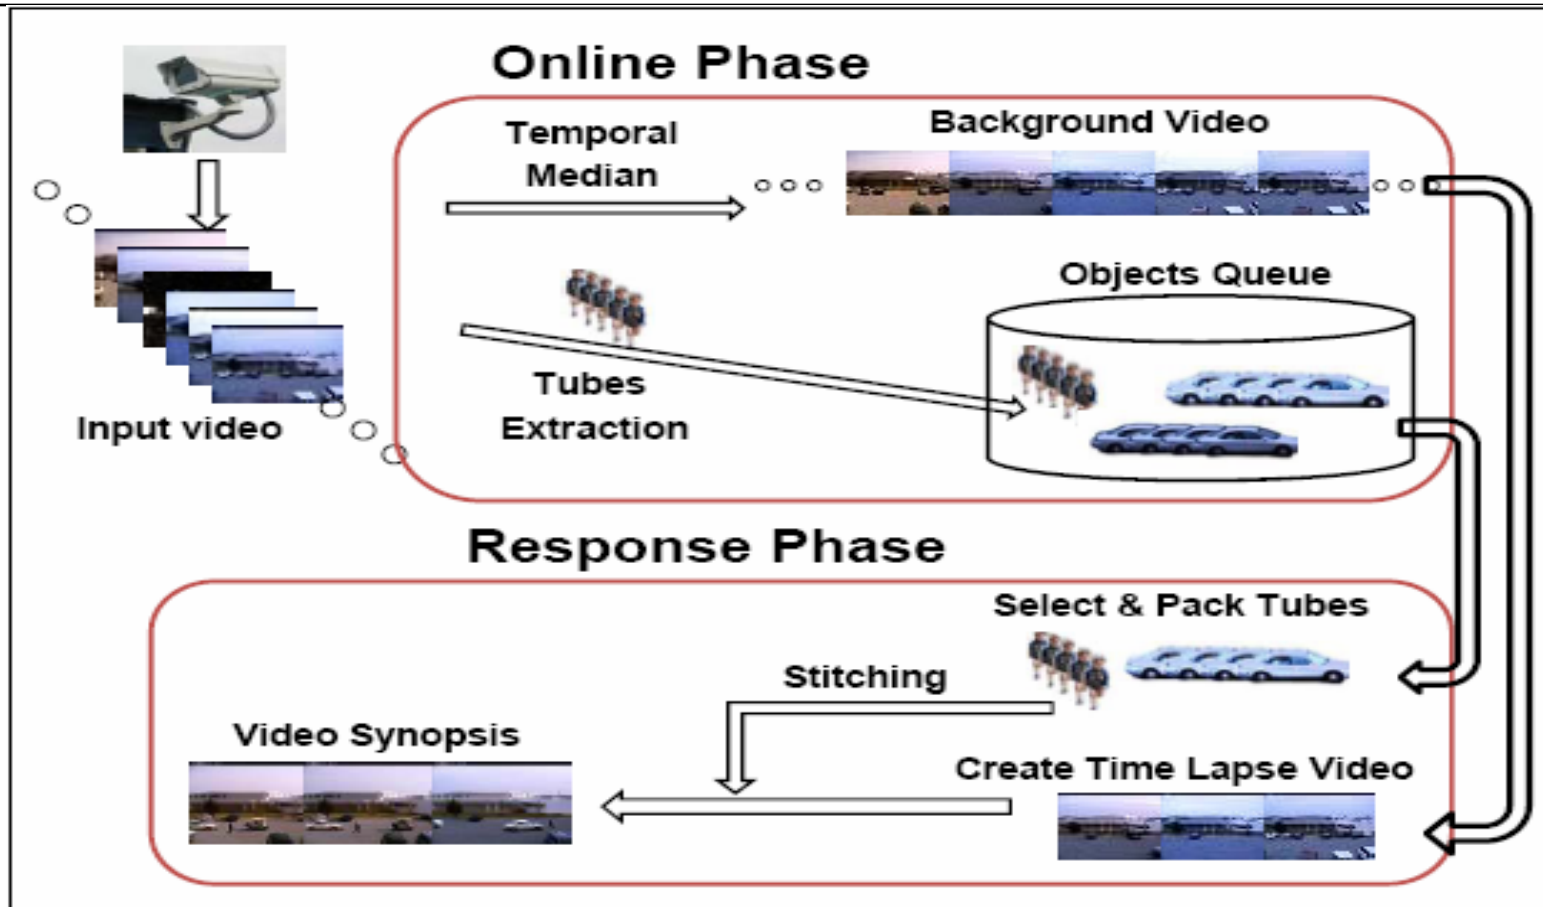 Online Phase
Temporal
Median
Background Video
Objects Queue
Tubes
Extraction
Input video
Response Phase
Select & Pack Tubes
Stitching
Video Synopsis
Create Time Lapse Video